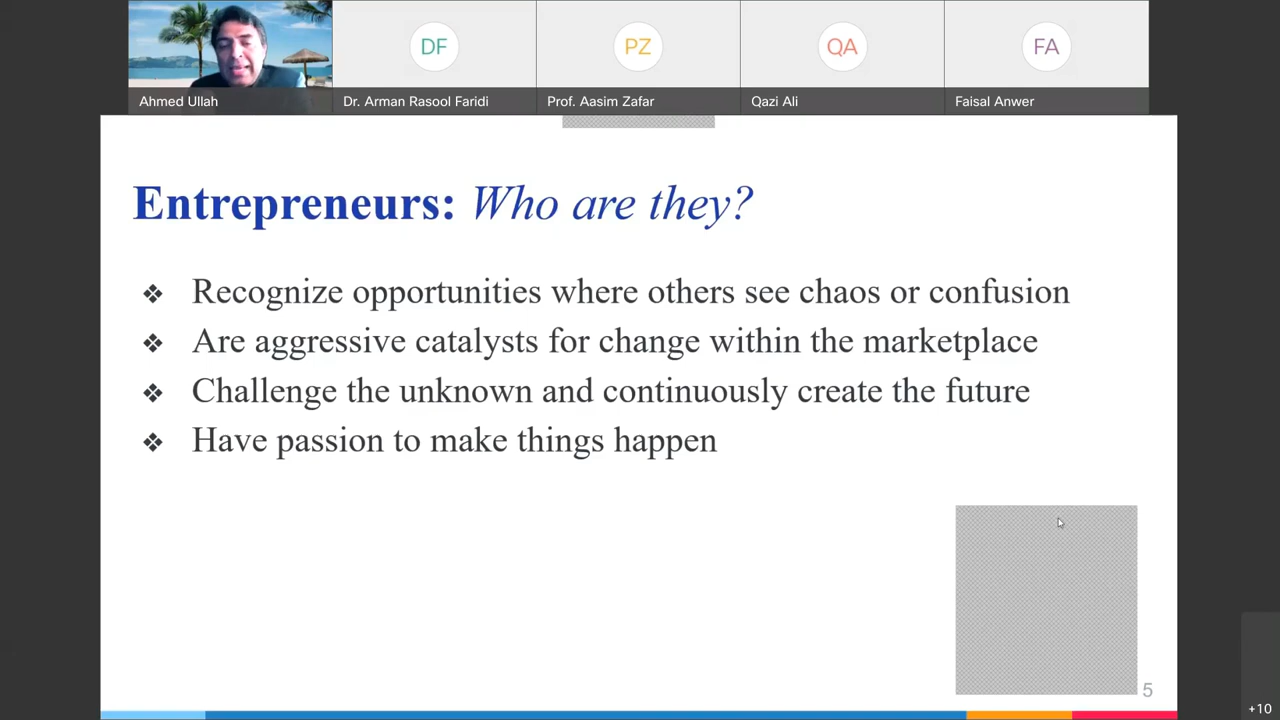 DF
PZ
QA
FA
Ahmed Ullah
Dr. Arman Rasool Faridi
Prof. Aasim Zafar
Qazi Ali
Faisal Anwer
Entrepreneurs: Who are they?
❖ Recognize opportunities where others see chaos or confusion
❖ Are aggressive catalysts for change within the marketplace
❖ Challenge the unknown and continuously create the future
❖ Have passion to make things happen
5
+10